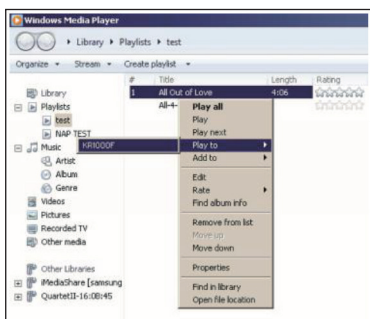 Windows Media Player
Library ▸ Playlists ▸ test
Organize Stream Create playlist
# Title Length Rating
1 All Out of Love 4:06
All-4-
Library
Playlists
test
NAP TEST
Music
Artist
Album
Genre
Videos
Pictures
Recorded TV
Other media
Other Libraries
iMediaShare [samsung
QuartetII-16:08:45
Play all
Play
Play next
Play to
KR1000F
Add to
Edit
Rate
Find album info
Remove from list
Move up
Move down
Properties
Find in library
Open file location